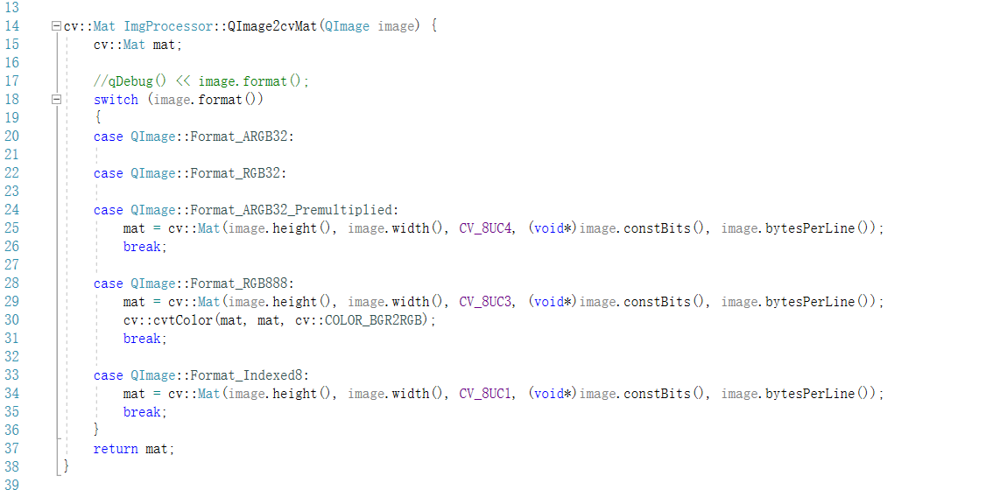 13
14 cv::Mat ImgProcessor::QImage2cvMat(QImage image) {
15 cv::Mat mat;
16
17 //qDebug() << image.format();
18 switch (image.format())
19 {
20 case QImage::Format_ARGB32:
21
22 case QImage::Format_RGB32:
23
24 case QImage::Format_ARGB32_Premultiplied:
25 mat = cv::Mat(image.height(), image.width(), CV_8UC4, (void*)image.constBits(), image.bytesPerLine());
26 break;
27
28 case QImage::Format_RGB888:
29 mat = cv::Mat(image.height(), image.width(), CV_8UC3, (void*)image.constBits(), image.bytesPerLine());
30 cv::cvtColor(mat, mat, cv::COLOR_BGR2RGB);
31 break;
32
33 case QImage::Format_Indexed8:
34 mat = cv::Mat(image.height(), image.width(), CV_8UC1, (void*)image.constBits(), image.bytesPerLine());
35 break;
36 }
37 return mat;
38 }
39